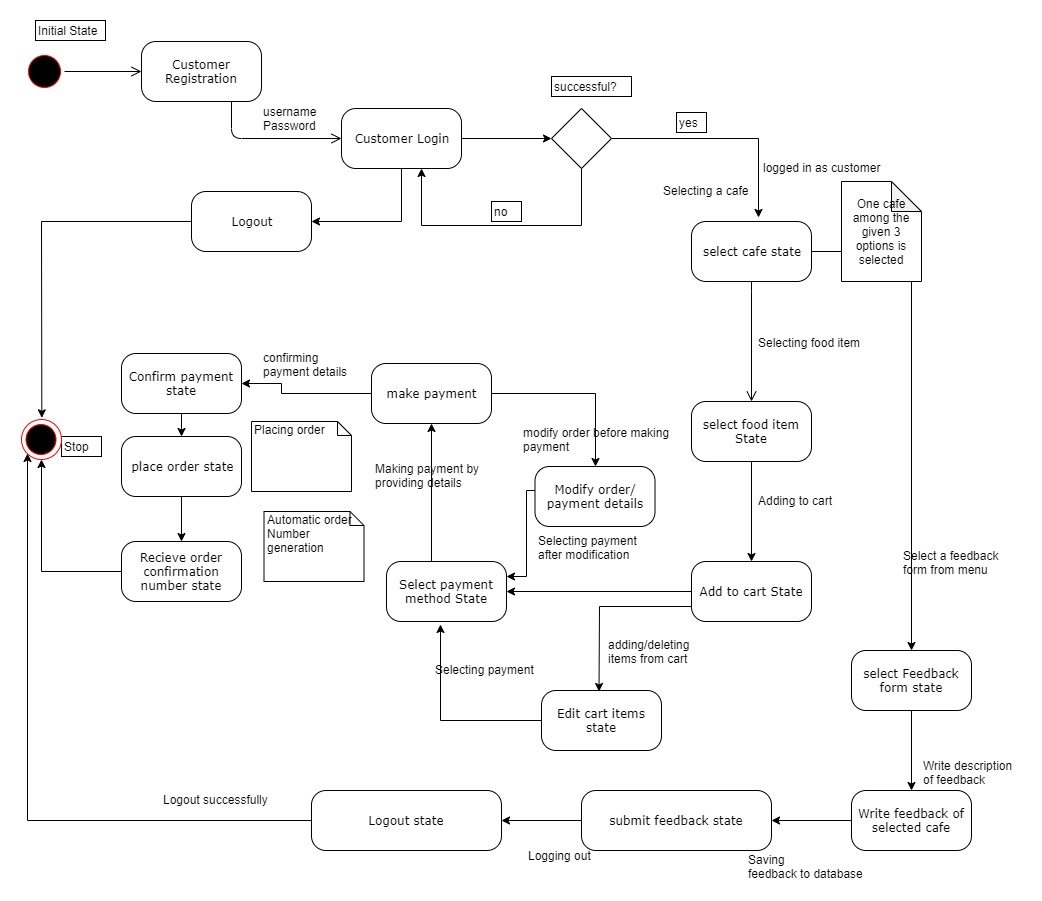 Initial State
Customer
Registration
username
Password
Customer Login
successful?
yes
no
logged in as customer
Selecting a cafe
Logout
select cafe state
One cafe
among the
given 3
options is
selected
Selecting food item
confirming
payment details
Confirm payment
state
make payment
select food item
State
Placing order
modify order before making
payment
Stop
place order state
Making payment by
providing details
Modify order/
payment details
Adding to cart
Automatic order
Number
generation
Selecting payment
after modification
Recieve order
confirmation
number state
Select payment
method State
Add to cart State
Select a feedback
form from menu
adding/deleting
items from cart
Selecting payment
select Feedback
form state
Edit cart items
state
Write description
of feedback
Logout successfully
Logout state
submit feedback state
Write feedback of
selected cafe
Logging out
Saving
feedback to database